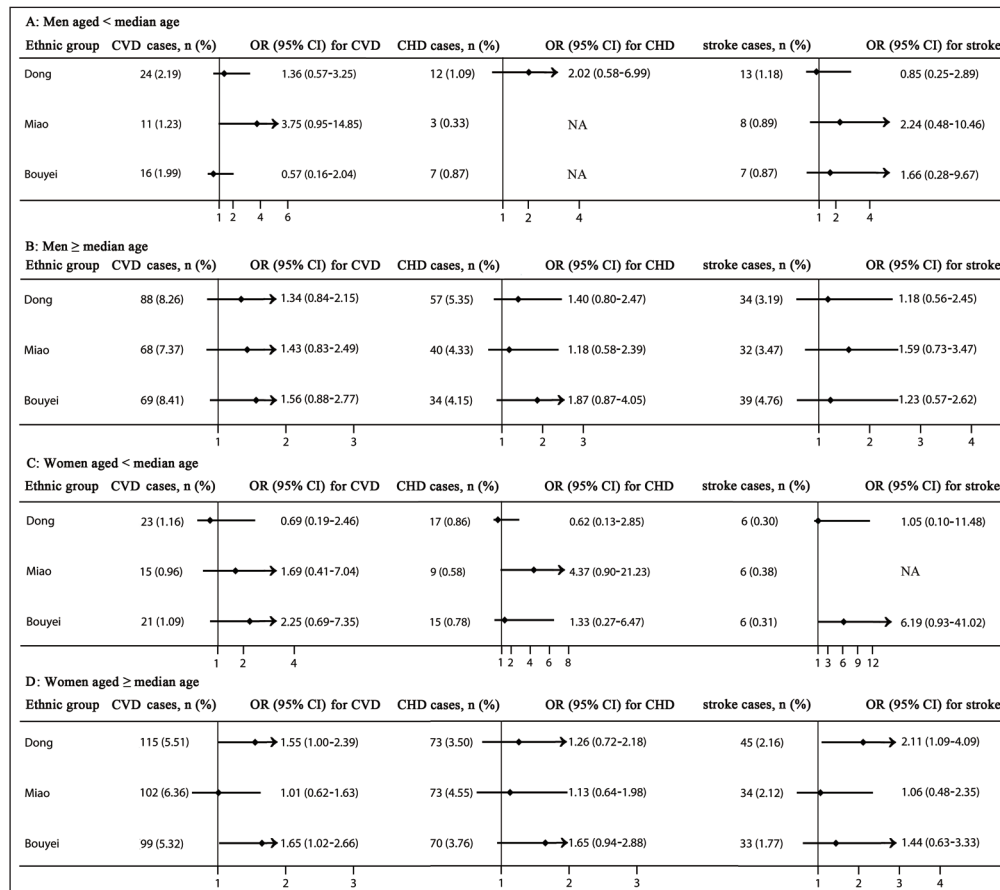 A: Men aged < median age
Ethnic group CVD cases, n (%) OR (95% CI) for CVD CHD cases, n (%) OR (95% CI) for CHD stroke cases, n (%) OR (95% CI) for stroke
Dong 24 (2.19) 1.36 (0.57-3.25) 12 (1.09) 2.02 (0.58-6.99) 13 (1.18) 0.85 (0.25-2.89)
Miao 11 (1.23) 3.75 (0.95-14.85) 3 (0.33) NA 8 (0.89) 2.24 (0.48-10.46)
Bouyei 16 (1.99) 0.57 (0.16-2.04) 7 (0.87) NA 7 (0.87) 1.66 (0.28-9.67)
1 2 4 6 1 2 4 1 2 4
B: Men ≥ median age
Ethnic group CVD cases, n (%) OR (95% CI) for CVD CHD cases, n (%) OR (95% CI) for CHD stroke cases, n (%) OR (95% CI) for stroke
Dong 88 (8.26) 1.34 (0.84-2.15) 57 (5.35) 1.40 (0.80-2.47) 34 (3.19) 1.18 (0.56-2.45)
Miao 68 (7.37) 1.43 (0.83-2.49) 40 (4.33) 1.18 (0.58-2.39) 32 (3.47) 1.59 (0.73-3.47)
Bouyei 69 (8.41) 1.56 (0.88-2.77) 34 (4.15) 1.87 (0.87-4.05) 39 (4.76) 1.23 (0.57-2.62)
1 2 3 1 2 3 1 2 3 4
C: Women aged < median age
Ethnic group CVD cases, n (%) OR (95% CI) for CVD CHD cases, n (%) OR (95% CI) for CHD stroke cases, n (%) OR (95% CI) for stroke
Dong 23 (1.16) 0.69 (0.19-2.46) 17 (0.86) 0.62 (0.13-2.85) 6 (0.30) 1.05 (0.10-11.48)
Miao 15 (0.96) 1.69 (0.41-7.04) 9 (0.58) 4.37 (0.90-21.23) 6 (0.38) NA
Bouyei 21 (1.09) 2.25 (0.69-7.35) 15 (0.78) 1.33 (0.27-6.47) 6 (0.31) 6.19 (0.93-41.02)
1 2 4 1 2 4 6 8 1 3 6 9 12
D: Women aged ≥ median age
Ethnic group CVD cases, n (%) OR (95% CI) for CVD CHD cases, n (%) OR (95% CI) for CHD stroke cases, n (%) OR (95% CI) for stroke
Dong 115 (5.51) 1.55 (1.00-2.39) 73 (3.50) 1.26 (0.72-2.18) 45 (2.16) 2.11 (1.09-4.09)
Miao 102 (6.36) 1.01 (0.62-1.63) 73 (4.55) 1.13 (0.64-1.98) 34 (2.12) 1.06 (0.48-2.35)
Bouyei 99 (5.32) 1.65 (1.02-2.66) 70 (3.76) 1.65 (0.94-2.88) 33 (1.77) 1.44 (0.63-3.33)
1 2 3 1 2 3 1 2 3 4